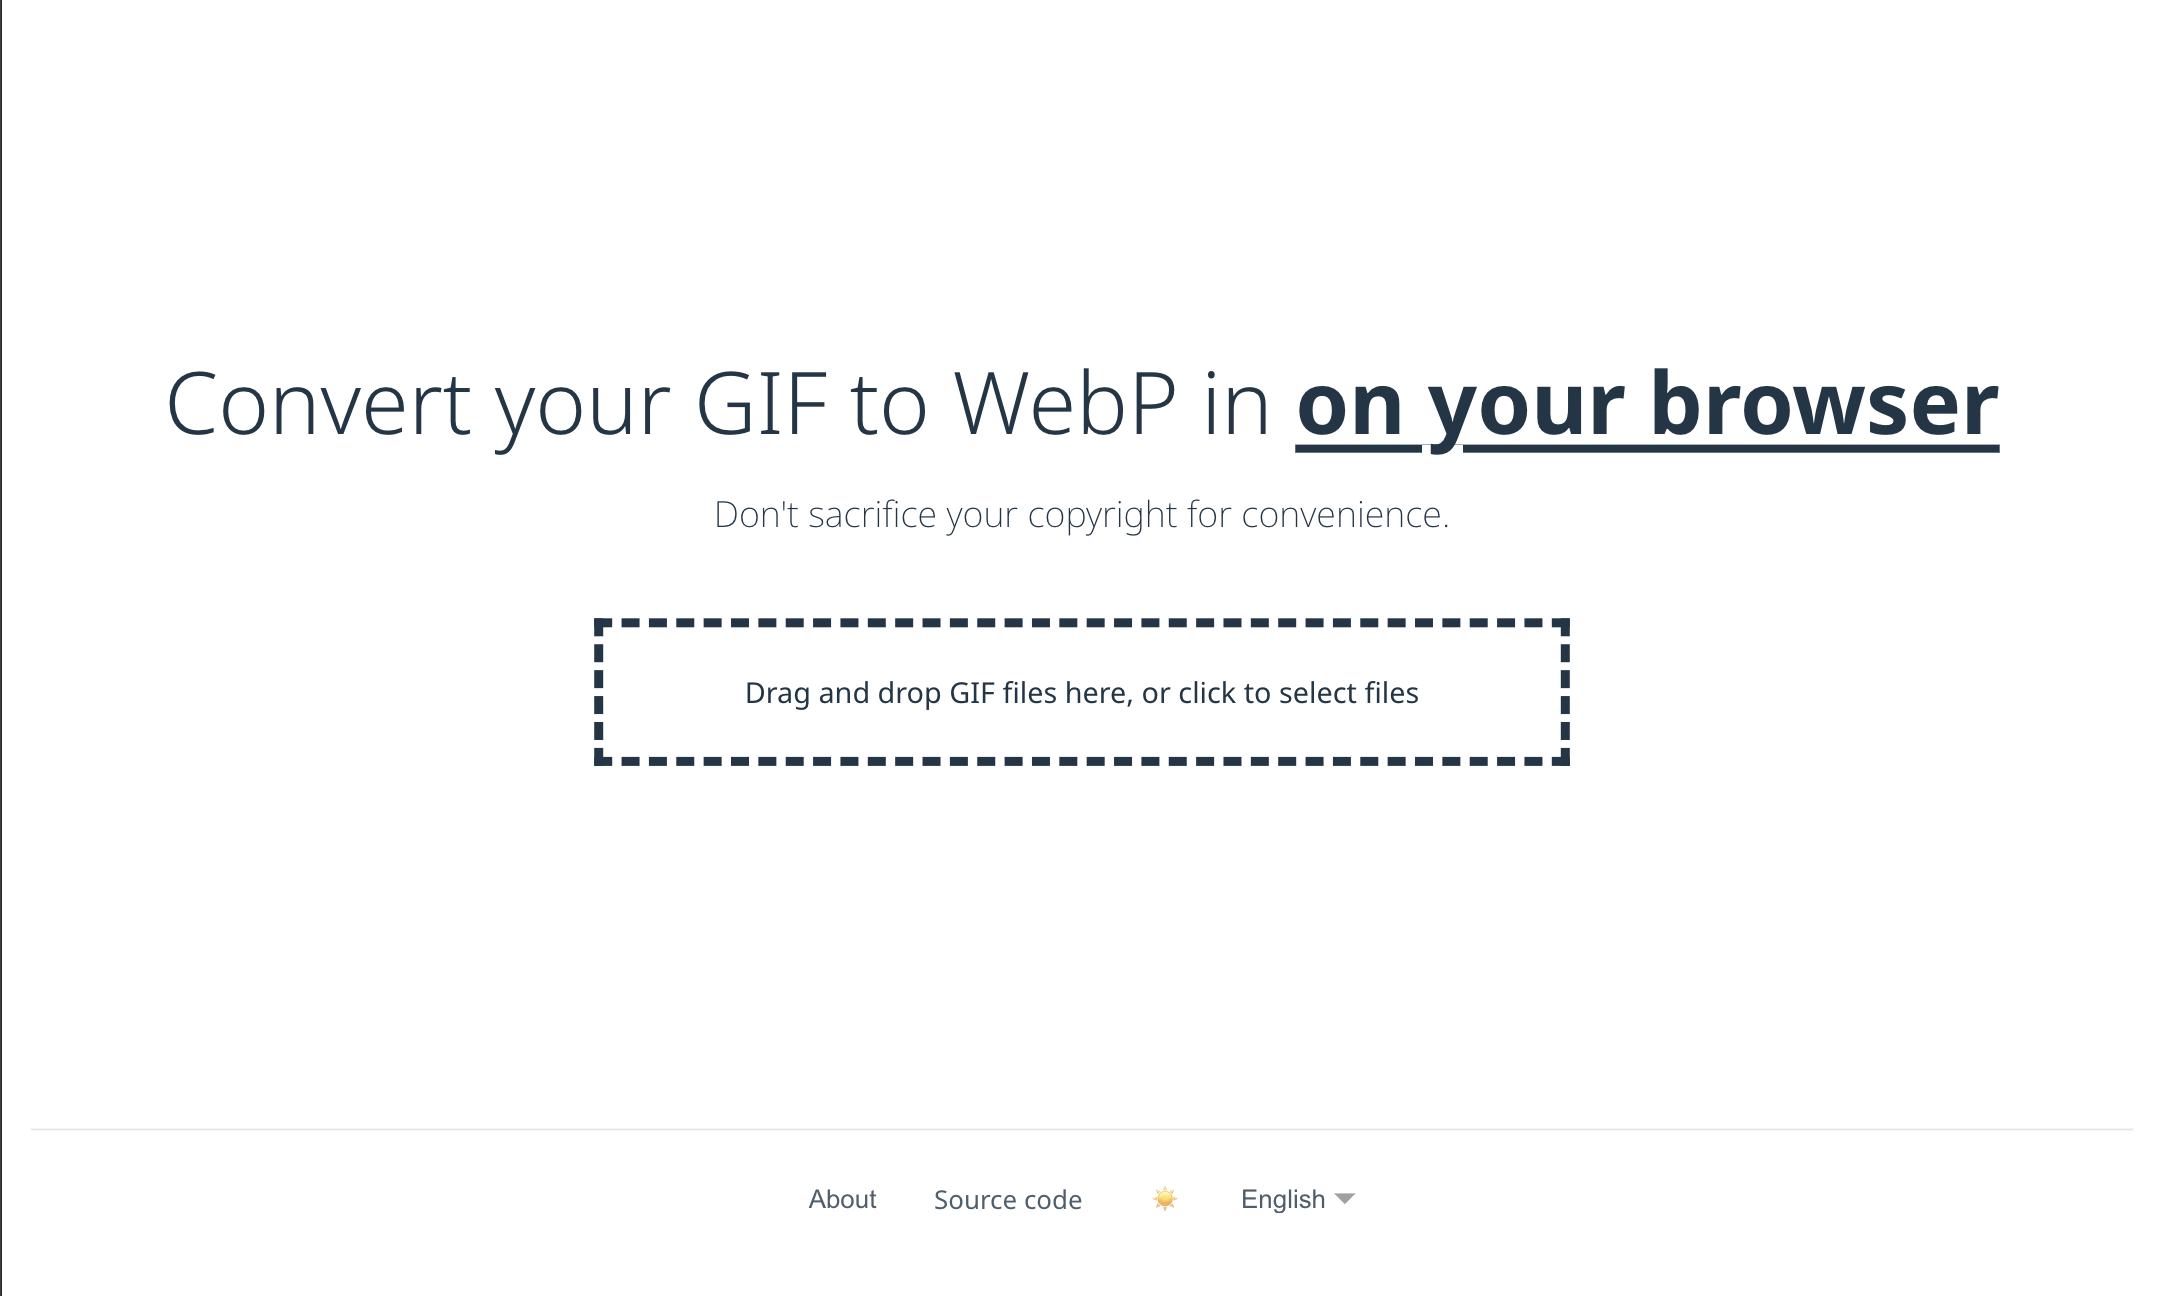 Convert your GIF to WebP in on your browser
Don't sacrifice your copyright for convenience.
Drag and drop GIF files here, or click to select files
About Source code English